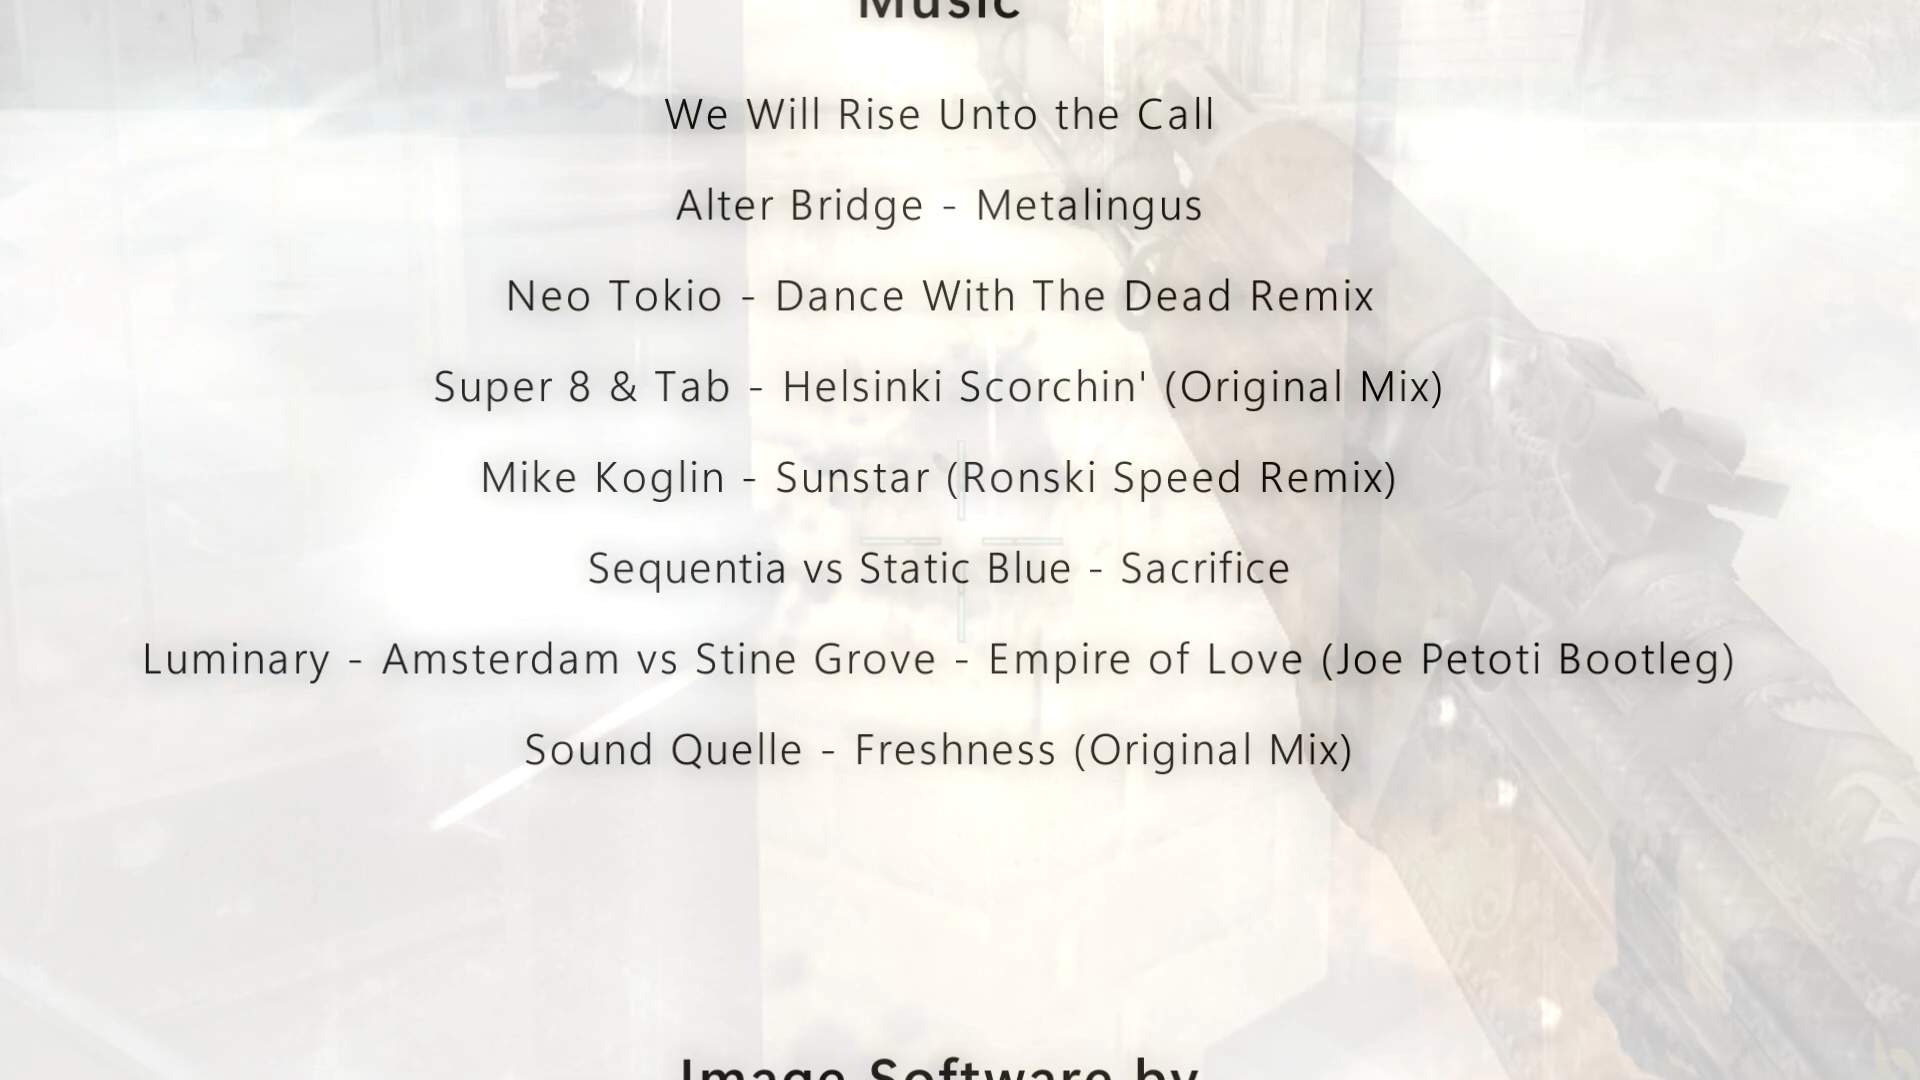 Music
We Will Rise Unto the Call
Alter Bridge - Metalingus
Neo Tokio - Dance With The Dead Remix
Super 8 & Tab - Helsinki Scorchin' (Original Mix)
Mike Koglin - Sunstar (Ronski Speed Remix)
Sequentia vs Static Blue - Sacrifice
Luminary - Amsterdam vs Stine Grove - Empire of Love (Joe Petoti Bootleg)
Sound Quelle - Freshness (Original Mix)
Image Software by